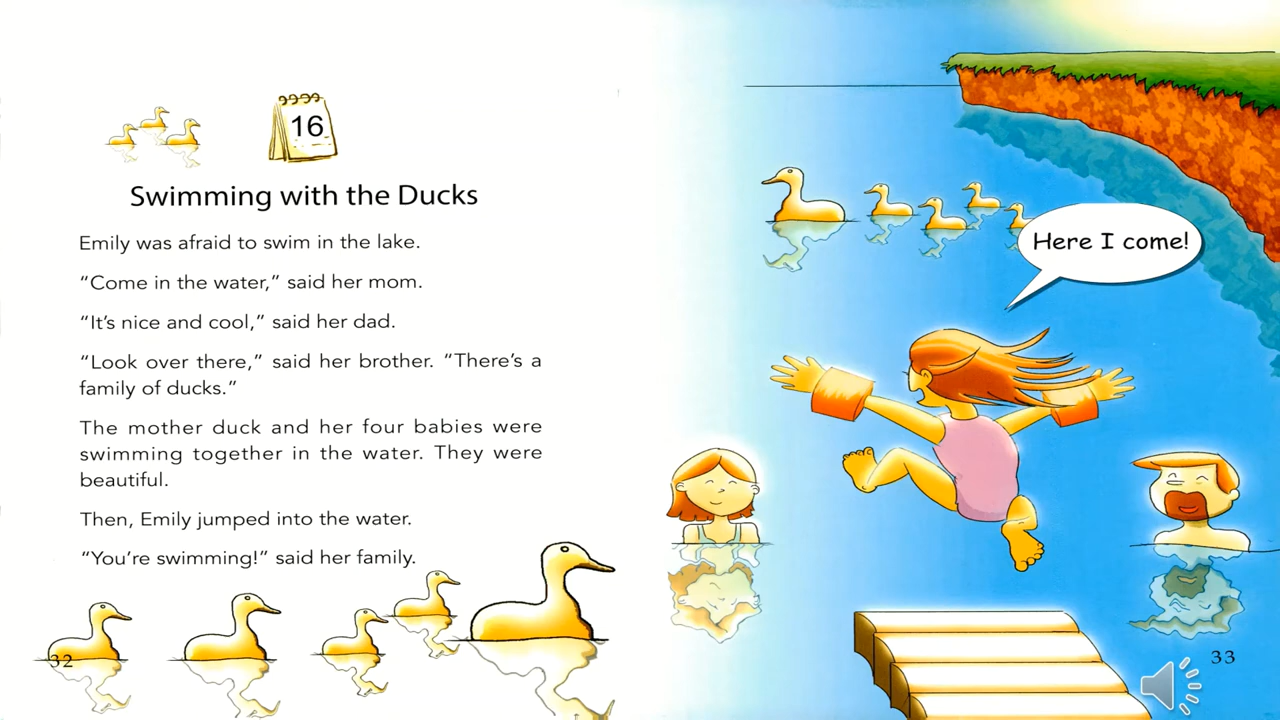 16
Swimming with the Ducks
Emily was afraid to swim in the lake.
“Come in the water,” said her mom.
“It’s nice and cool,” said her dad.
“Look over there,” said her brother. “There’s a
family of ducks.”
The mother duck and her four babies were
swimming together in the water. They were
beautiful.
Then, Emily jumped into the water.
“You’re swimming!” said her family.
32
Here I come!
33